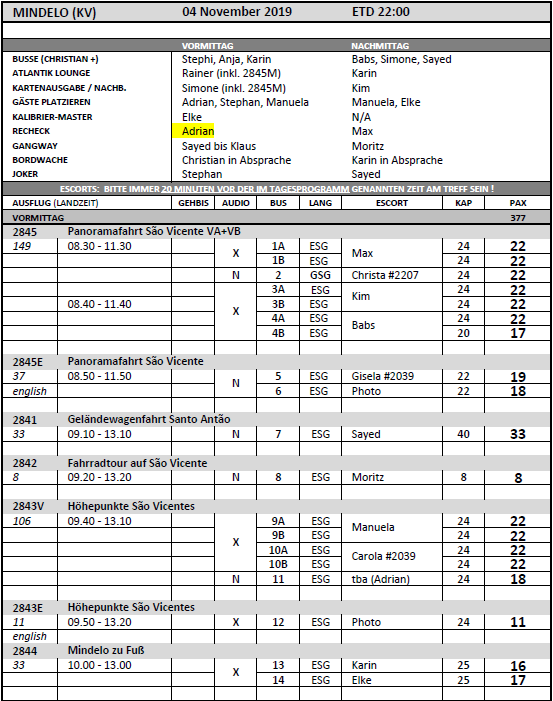 MINDELO (KV) 04 November 2019 ETD 22:00
VORMITTAG NACHMITTAG
BUSSE (CHRISTIAN +) Stephi, Anja, Karin Babs, Simone, Sayed
ATLANTIK LOUNGE Rainer (inkl. 2845M) Karin
KARTENAUSGABE / NACHB. Simone (inkl. 2845M) Kim
GÄSTE PLATZIEREN Adrian, Stephan, Manuela Manuela, Elke
KALIBRIER-MASTER Elke N/A
RECHECK Adrian Max
GANGWAY Sayed bis Klaus Moritz
BORDWACHE Christian in Absprache Karin in Absprache
JOKER Stephan Sayed
ESCORTS: BITTE IMMER 20 MINUTEN VOR DER IM TAGESPROGRAMM GENANNTEN ZEIT AM TREFF SEIN !
AUSFLUG (LANDZEIT) GEHBIS AUDIO BUS LANG ESCORT KAP PAX
VORMITTAG 377
2845 Panoramafahrt São Vicente VA+VB
149 08.30 - 11.30 X 1A ESG Max 24 22
1B ESG 24 22
N 2 GSG Christa #2207 24 22
X 3A ESG Kim 24 22
08.40 - 11.40 3B ESG 24 22
4A ESG Babs 24 22
4B ESG 20 17
2845E Panoramafahrt São Vicente
37 08.50 - 11.50 N 5 ESG Gisela #2039 22 19
english 6 ESG Photo 22 18
2841 Geländewagenfahrt Santo Antão
33 09.10 - 13.10 N 7 ESG Sayed 40 33
2842 Fahrradtour auf São Vicente
8 09.20 - 13.20 N 8 ESG Moritz 8 8
2843V Höhepunkte São Vicentes
106 09.40 - 13.10 X 9A ESG Manuela 24 22
9B ESG 24 22
10A ESG Carola #2039 24 22
10B ESG 24 22
N 11 ESG tba (Adrian) 24 18
2843E Höhepunkte São Vicentes
11 09.50 - 13.20 X 12 ESG Photo 24 11
english
2844 Mindelo zu Fuß
33 10.00 - 13.00 X 13 ESG Karin 25 16
14 ESG Elke 25 17